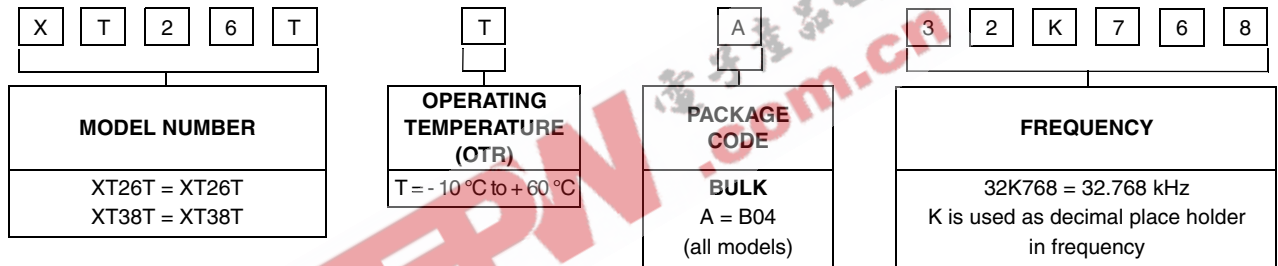 X T 2 6 T T A 3 2 K 7 6 8
MODEL NUMBER
XT26T = XT26T
XT38T = XT38T
OPERATING
TEMPERATURE
(OTR)
T = - 10 °C to + 60 °C
PACKAGE
CODE
BULK
A = B04
(all models)
FREQUENCY
32K768 = 32.768 kHz
K is used as decimal place holder
in frequency
.com.cn